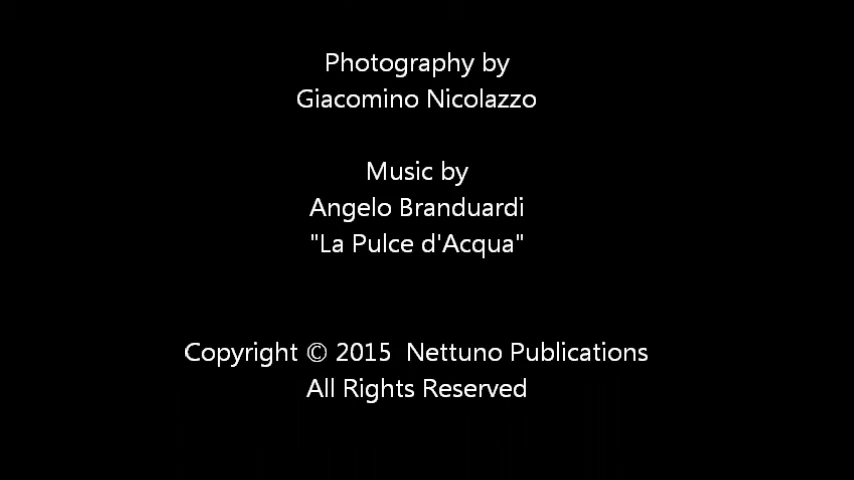 Photography by
Giacomino Nicolazzo
Music by
Angelo Branduardi
"La Pulce d'Acqua"
Copyright © 2015  Nettuno Publications
All Rights Reserved